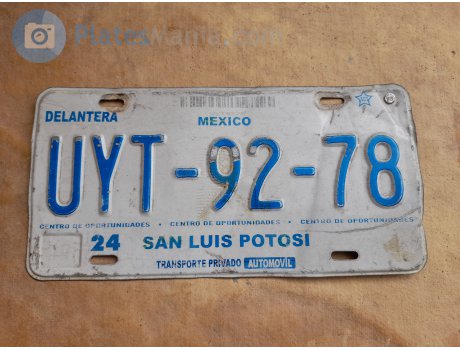 PlatesMania.com
DELANTERA
MEXICO
UYT-92-78
CENTRO DE OPORTUNIDADES • CENTRO DE OPORTUNIDADES • CENTRO DE OPORTUNIDADES
24 SAN LUIS POTOSI
TRANSPORTE PRIVADO AUTOMOVÍL